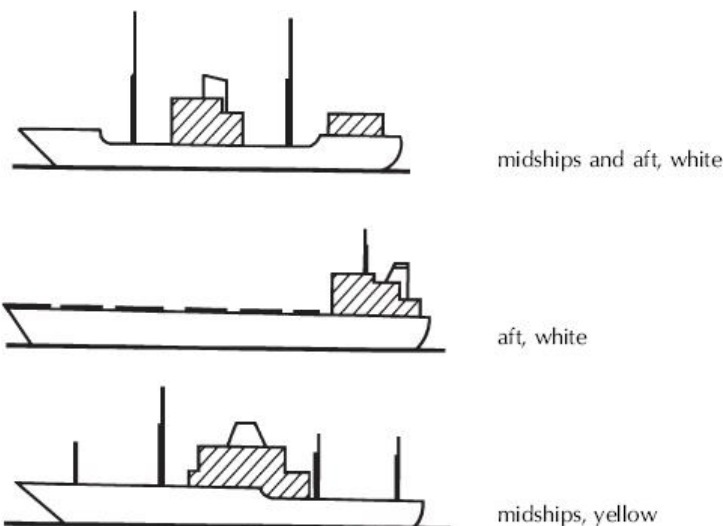 midships and aft, white
aft, white
midships, yellow